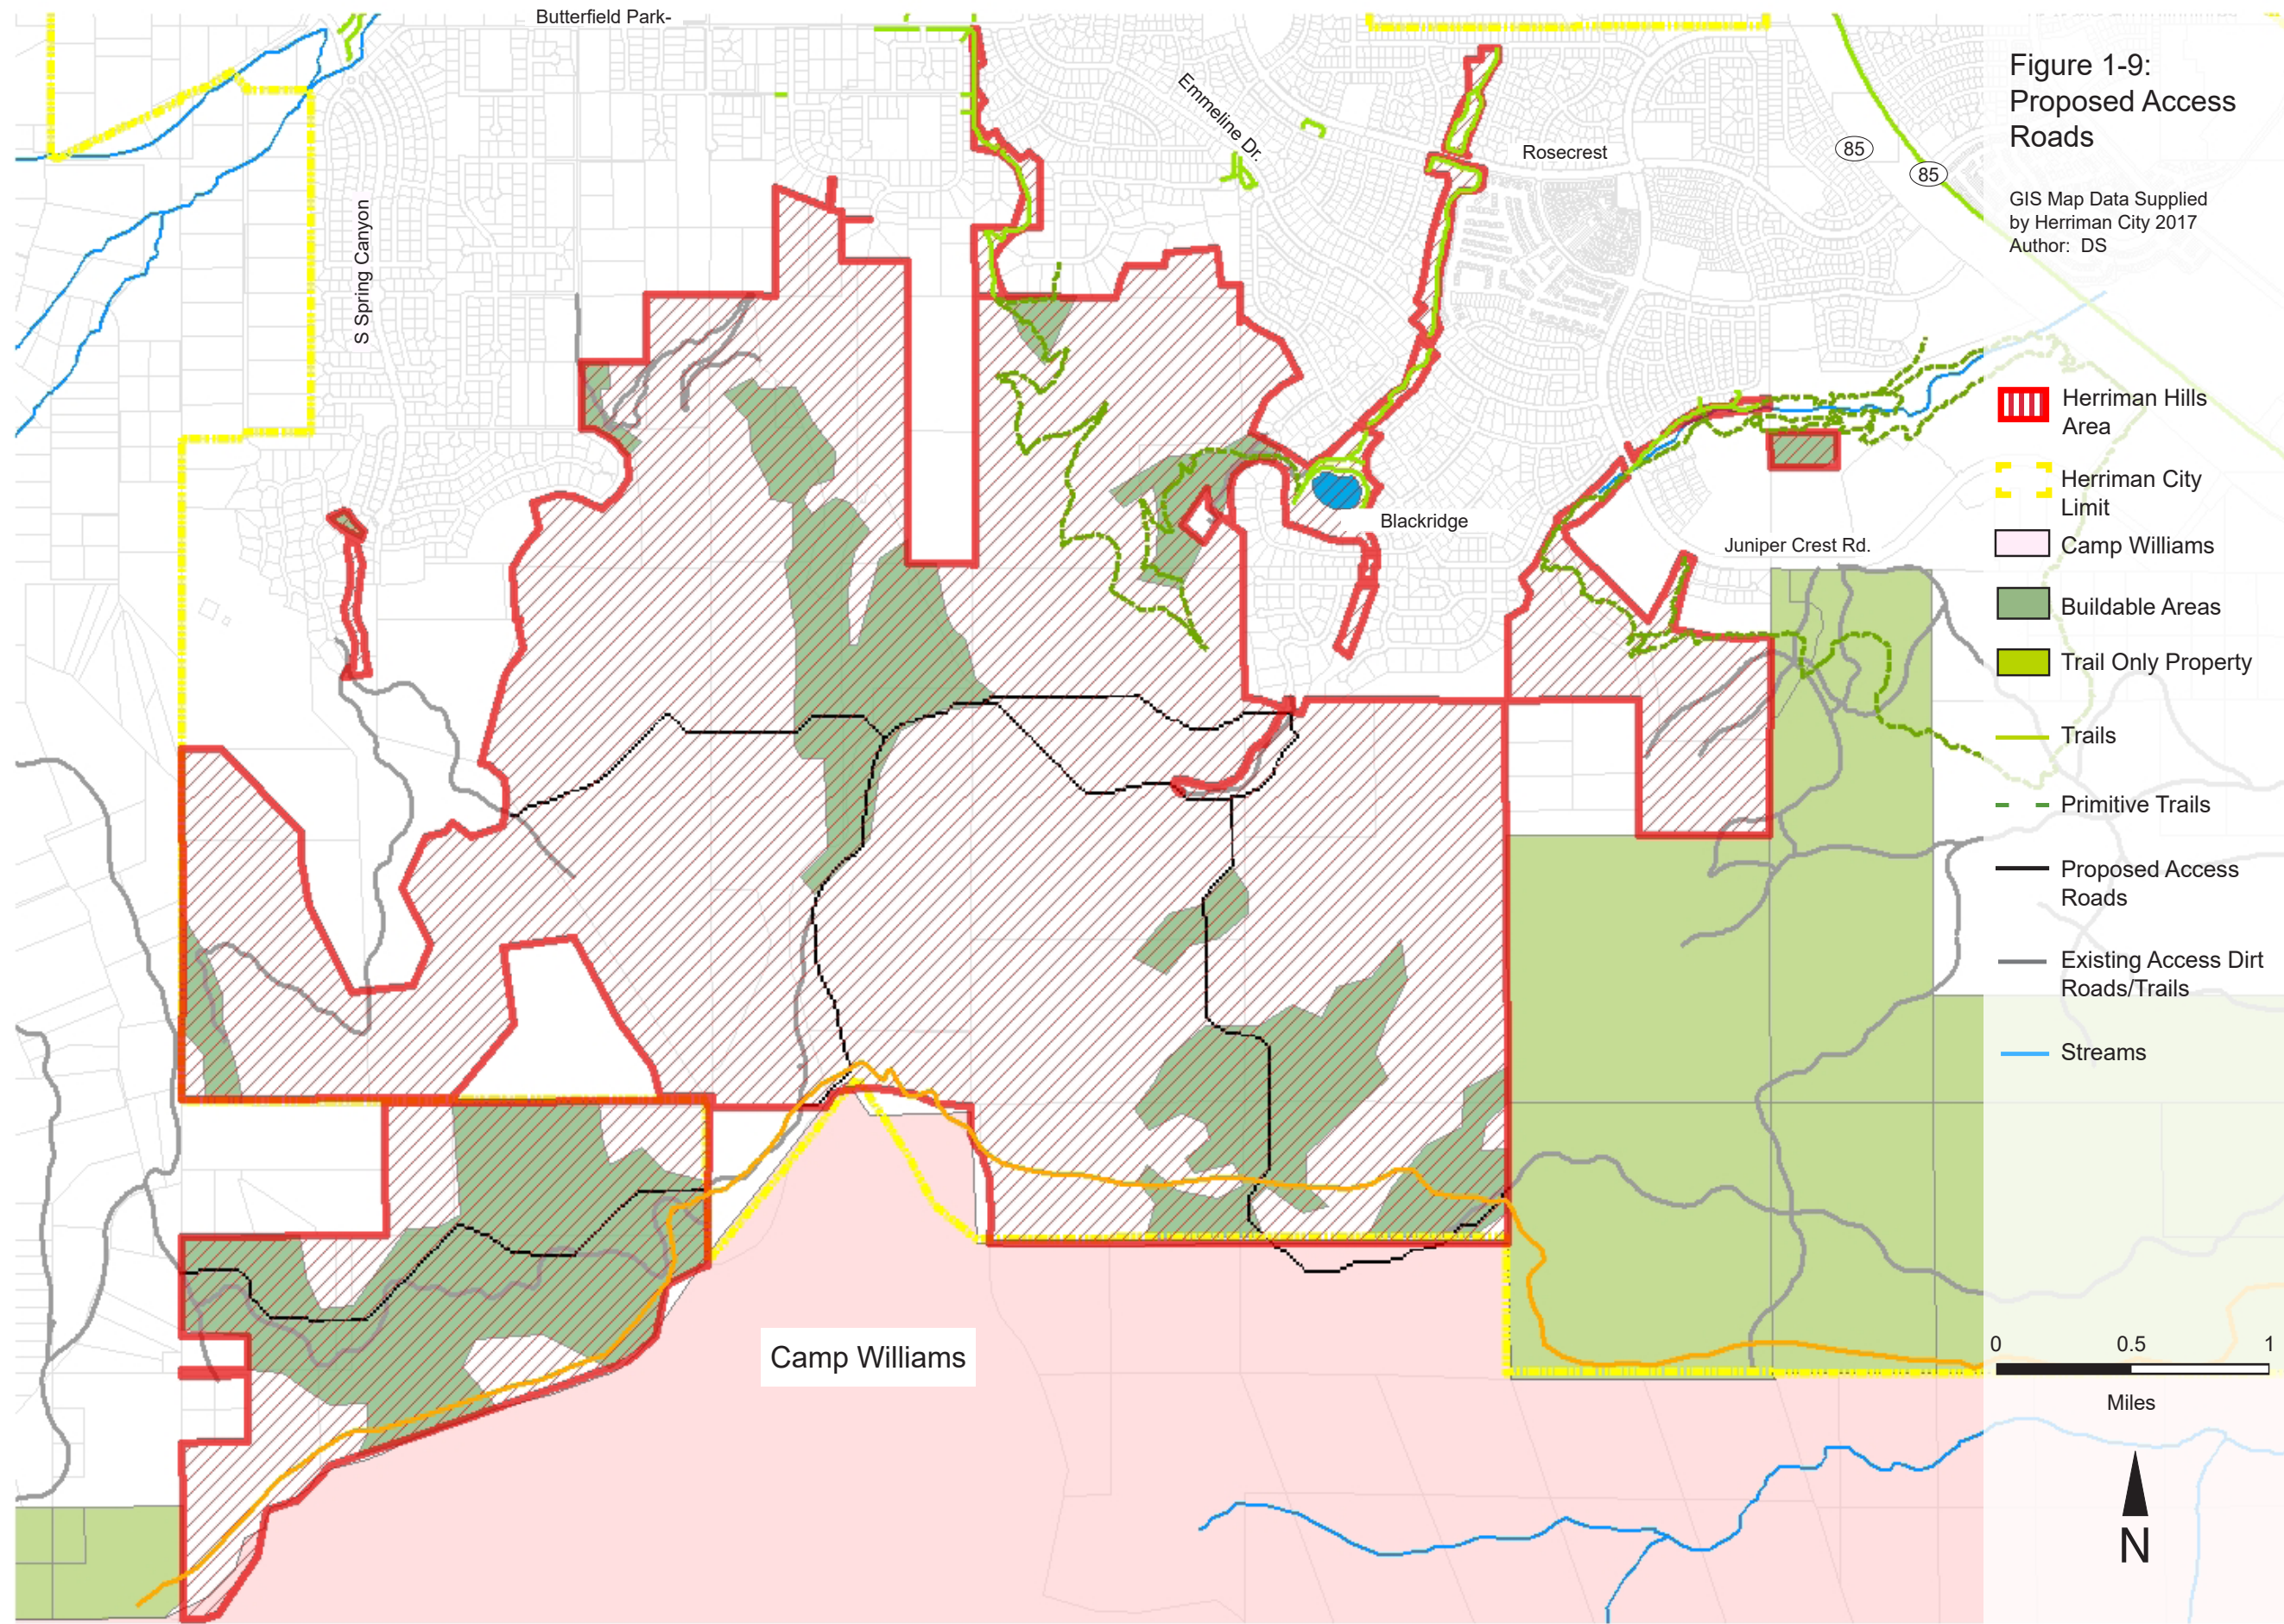 Butterfield Park-
Emmeline Dr.
Rosecrest
85
85
S Spring Canyon
Blackridge
Juniper Crest Rd.
Camp Williams
Figure 1-9:
Proposed Access
Roads
GIS Map Data Supplied
by Herriman City 2017
Author: DS
Herriman Hills
Area
Herriman City
Limit
Camp Williams
Buildable Areas
Trail Only Property
Trails
Primitive Trails
Proposed Access
Roads
Existing Access Dirt
Roads/Trails
Streams
0 0.5 1
Miles
N